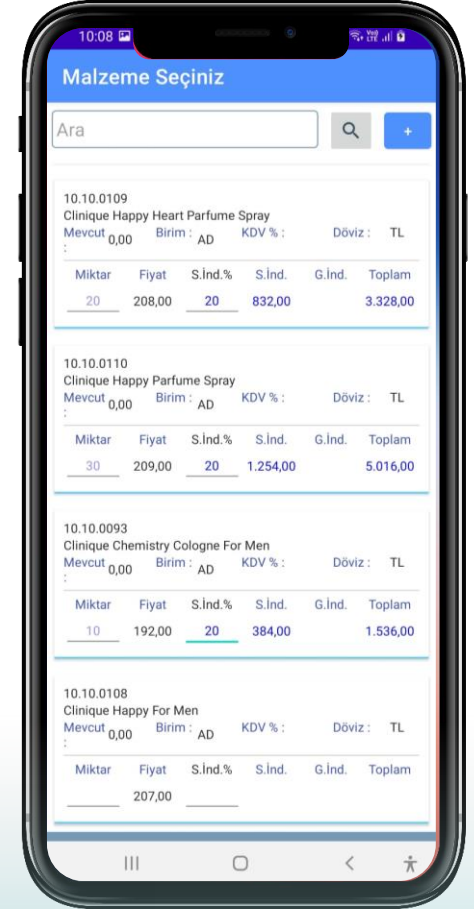 10:08 Vo)) LTE
Malzeme Seçiniz
Ara +
10.10.0109
Clinique Happy Heart Parfume Spray
Mevcut : 0,00 Birim : AD KDV % : Döviz : TL
Miktar Fiyat S.İnd.% S.İnd. G.İnd. Toplam
20 208,00 20 832,00 3.328,00
10.10.0110
Clinique Happy Parfume Spray
Mevcut : 0,00 Birim : AD KDV % : Döviz : TL
Miktar Fiyat S.İnd.% S.İnd. G.İnd. Toplam
30 209,00 20 1.254,00 5.016,00
10.10.0093
Clinique Chemistry Cologne For Men
Mevcut : 0,00 Birim : AD KDV % : Döviz : TL
Miktar Fiyat S.İnd.% S.İnd. G.İnd. Toplam
10 192,00 20 384,00 1.536,00
10.10.0108
Clinique Happy For Men
Mevcut : 0,00 Birim : AD KDV % : Döviz : TL
Miktar Fiyat S.İnd.% S.İnd. G.İnd. Toplam
207,00